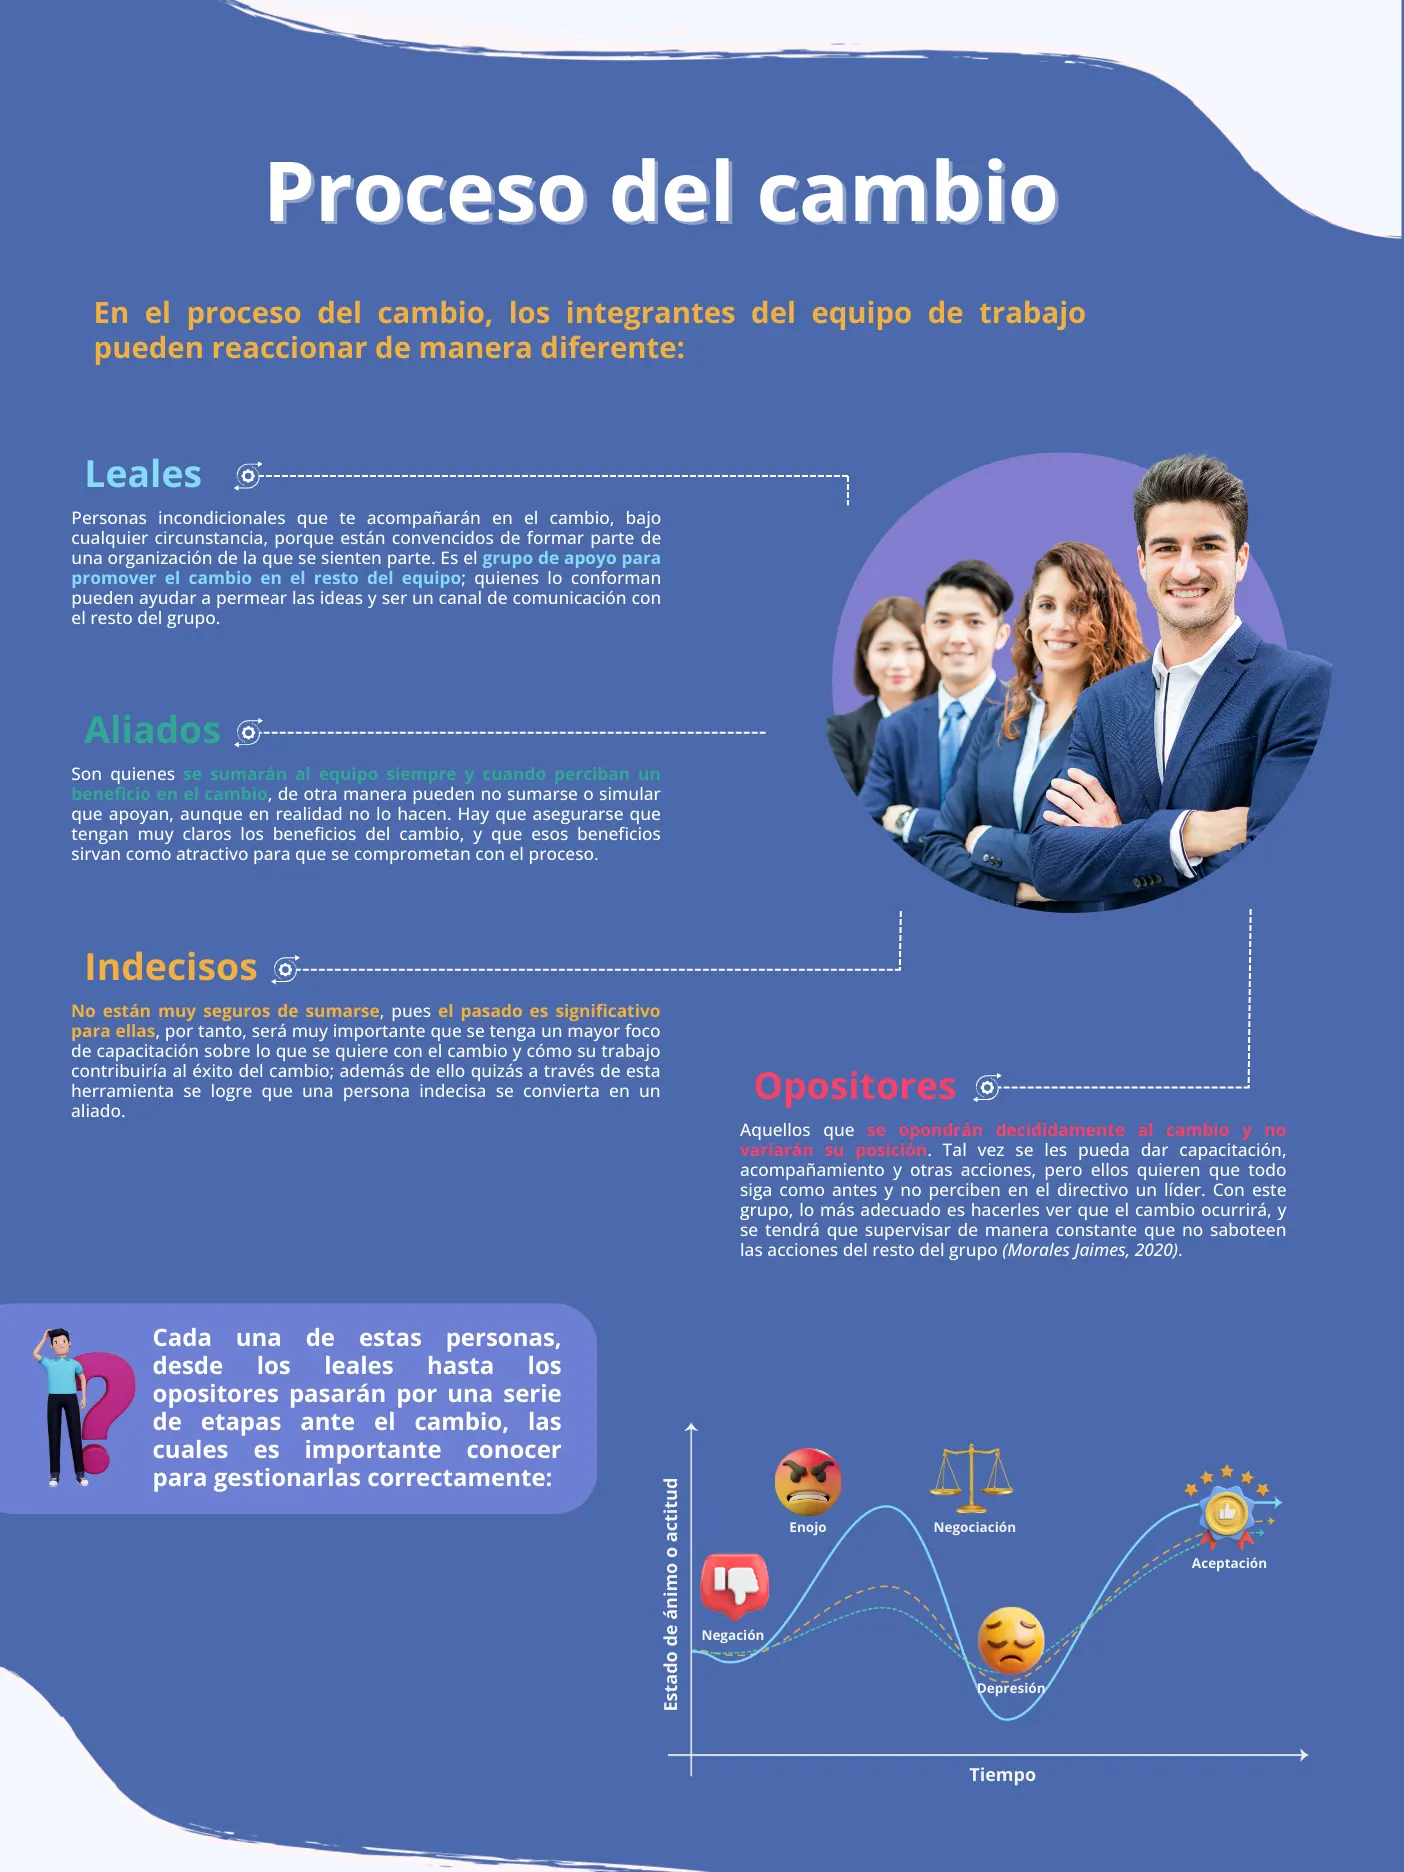 Proceso del cambio
En el proceso del cambio, los integrantes del equipo de trabajo
pueden reaccionar de manera diferente:
Leales
Personas incondicionales que te acompañarán en el cambio, bajo
cualquier circunstancia, porque están convencidos de formar parte de
una organización de la que se sienten parte. Es el grupo de apoyo para
promover el cambio en el resto del equipo; quienes lo conforman
pueden ayudar a permear las ideas y ser un canal de comunicación con
el resto del grupo.
Aliados
Son quienes se sumarán al equipo siempre y cuando perciban un
beneficio en el cambio, de otra manera pueden no sumarse o simular
que apoyan, aunque en realidad no lo hacen. Hay que asegurarse que
tengan muy claros los beneficios del cambio, y que esos beneficios
sirvan como atractivo para que se comprometan con el proceso.
Indecisos
No están muy seguros de sumarse, pues el pasado es significativo
para ellas, por tanto, será muy importante que se tenga un mayor foco
de capacitación sobre lo que se quiere con el cambio y cómo su trabajo
contribuiría al éxito del cambio; además de ello quizás a través de esta
herramienta se logre que una persona indecisa se convierta en un
aliado.
Opositores
Aquellos que se opondrán decididamente al cambio y no
variarán su posición. Tal vez se les pueda dar capacitación,
acompañamiento y otras acciones, pero ellos quieren que todo
siga como antes y no perciben en el directivo un líder. Con este
grupo, lo más adecuado es hacerles ver que el cambio ocurrirá, y
se tendrá que supervisar de manera constante que no saboteen
las acciones del resto del grupo (Morales Jaimes, 2020).
Cada una de estas personas,
desde los leales hasta los
opositores pasarán por una serie
de etapas ante el cambio, las
cuales es importante conocer
para gestionarlas correctamente:
Estado de ánimo o actitud
Negación
Enojo
Negociación
Depresión
Aceptación
Tiempo